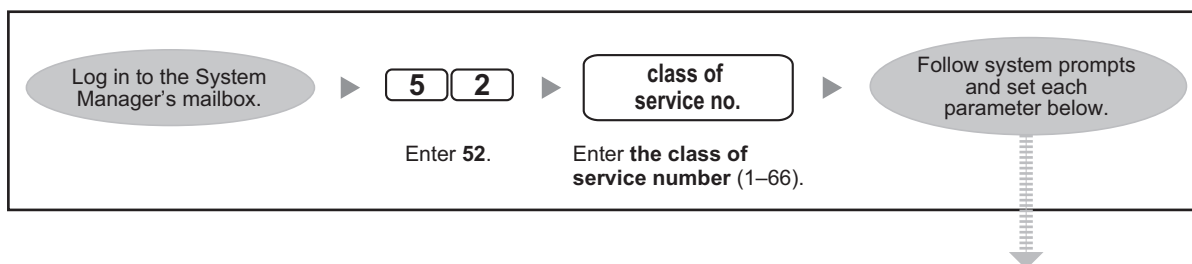 Log in to the System
Manager's mailbox.
5 2
Enter 52.
class of
service no.
Enter the class of
service number (1–66).
Follow system prompts
and set each
parameter below.